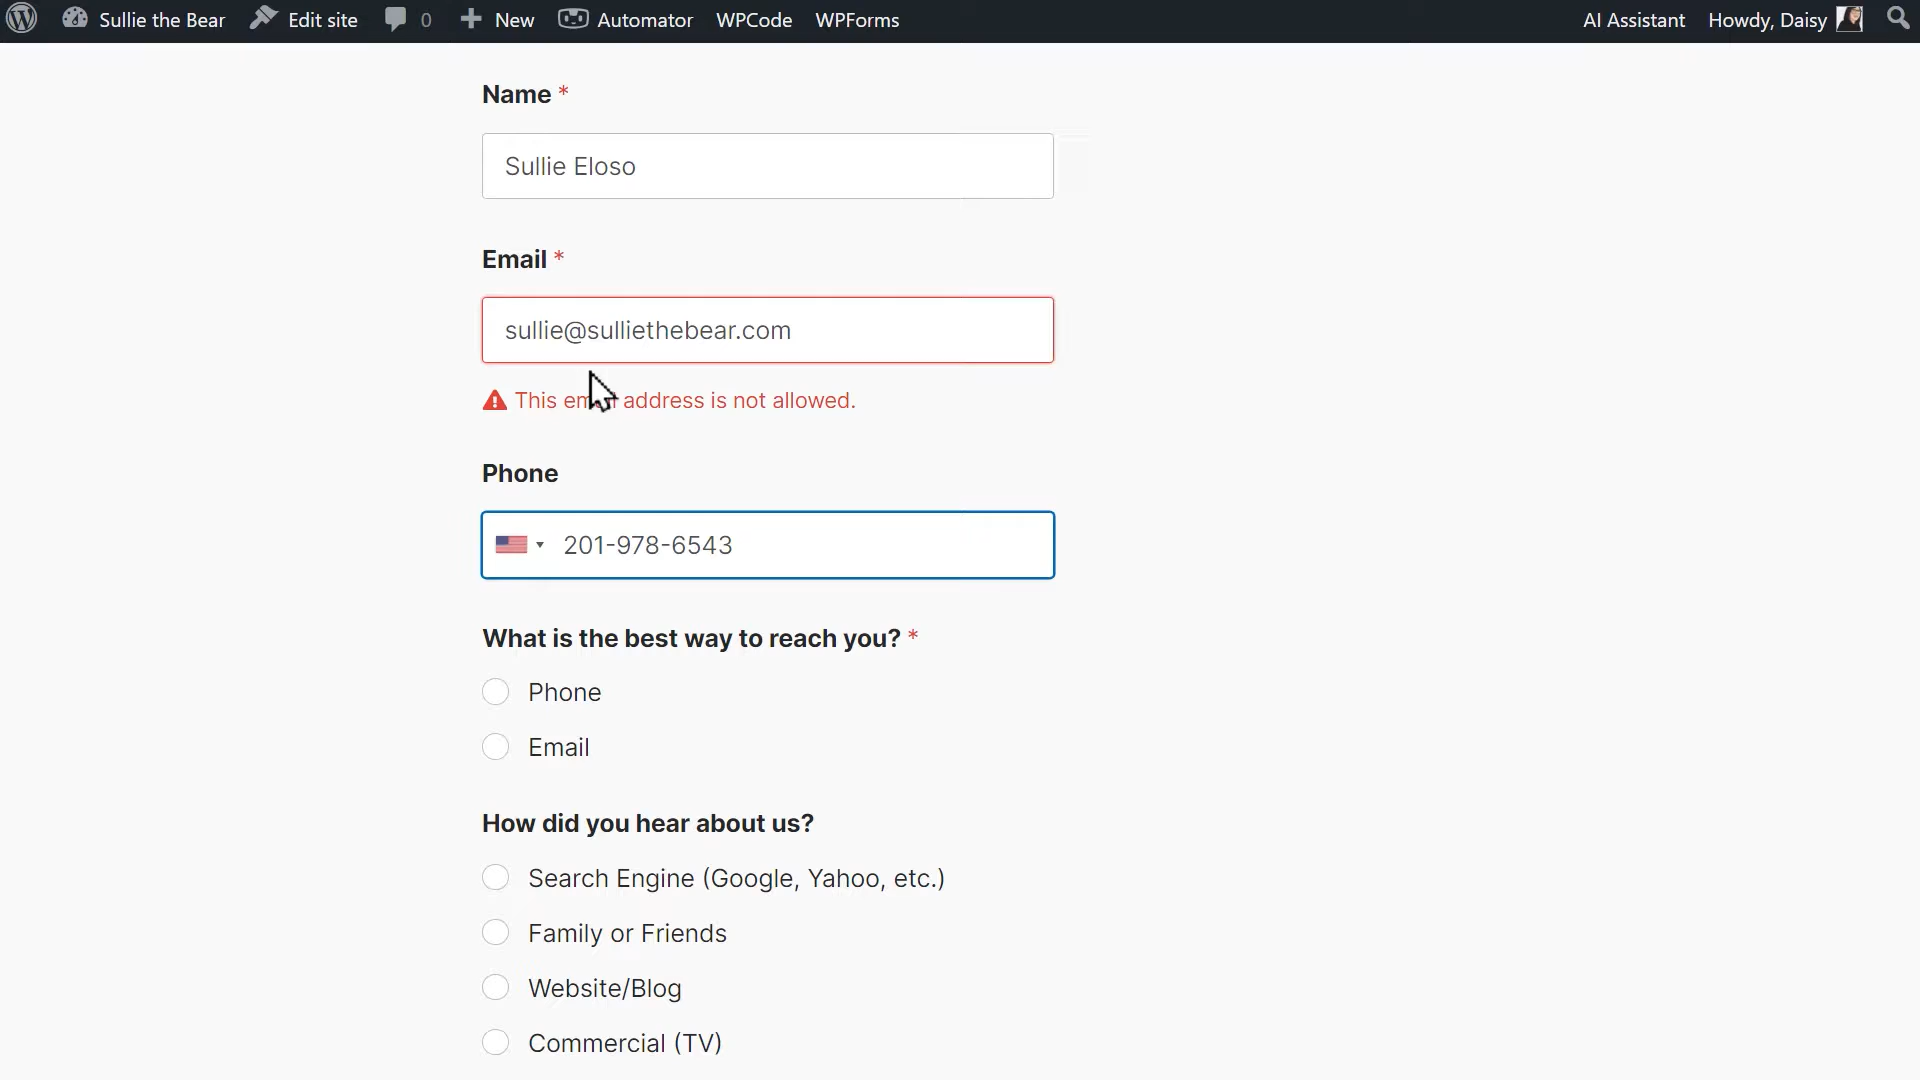 Sullie the Bear Edit site 0 New Automator WPCode WPForms AI Assistant Howdy, Daisy
Name *
Sullie Eloso
Email *
sullie@sulliethebear.com
This email address is not allowed.
Phone
201-978-6543
What is the best way to reach you? *
Phone
Email
How did you hear about us?
Search Engine (Google, Yahoo, etc.)
Family or Friends
Website/Blog
Commercial (TV)